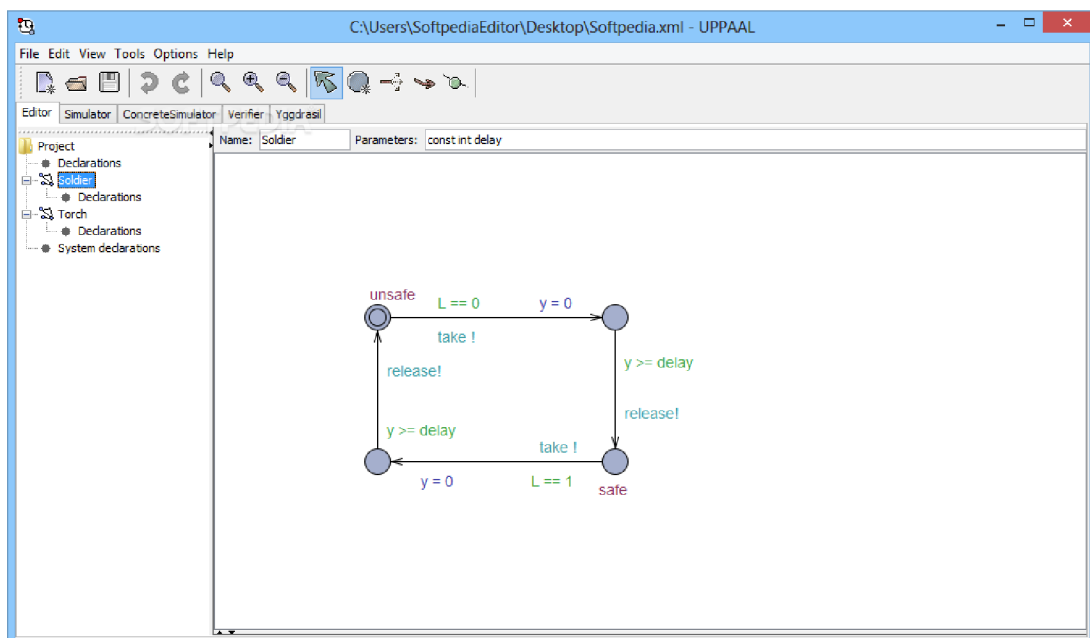 C:\Users\SoftpediaEditor\Desktop\Softpedia.xml - UPPAAL
File Edit View Tools Options Help
Editor Simulator ConcreteSimulator Verifier Yggdrasil
SOFTPEDIA
Name: Soldier Parameters: const int delay
Project
Declarations
Soldier
Declarations
Torch
Declarations
System declarations
unsafe
L == 0 y = 0
take !
y >= delay
release!
release!
y >= delay
take !
y = 0 L == 1
safe